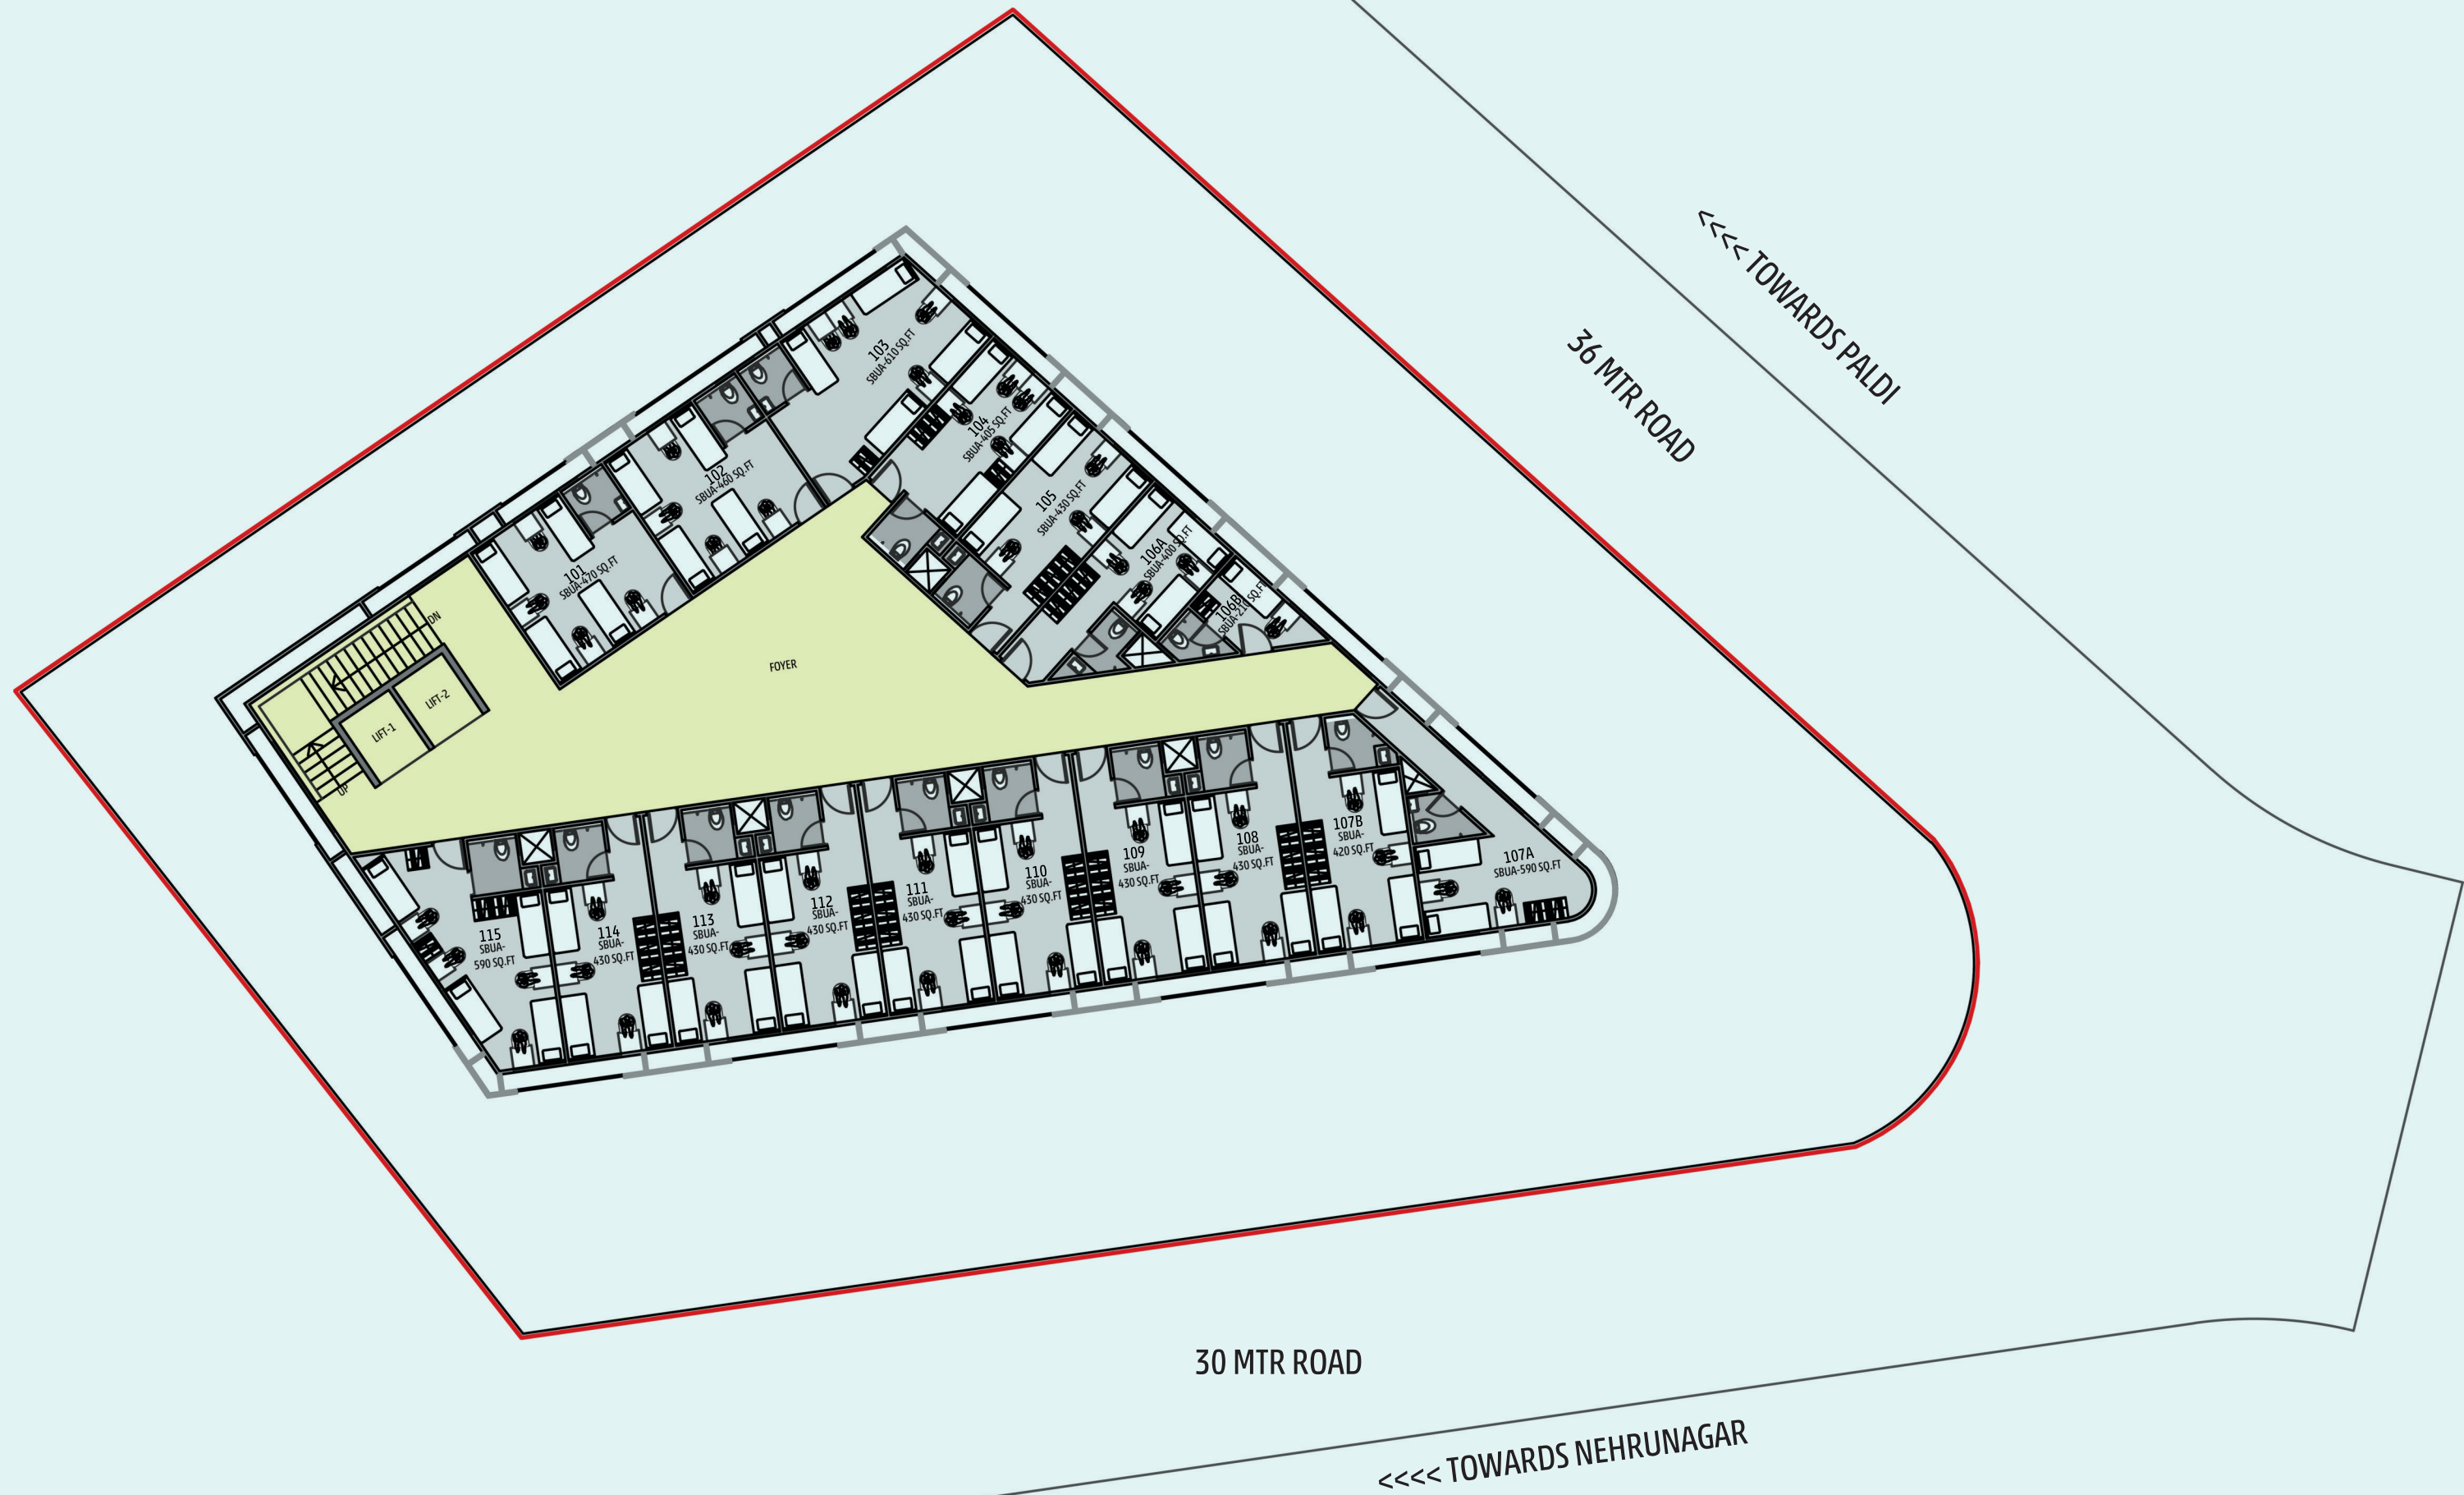 <<<< TOWARDS PALDI
36 MTR ROAD
103
SBUA-610 SQ.FT
104
SBUA-405 SQ.FT
102
SBUA-460 SQ.FT
105
SBUA-430 SQ.FT
106A
SBUA-400 SQ.FT
101
SBUA-470 SQ.FT
106B
SBUA-210 SQ.FT
DN
FOYER
LIFT-2
LIFT-1
UP
107B
SBUA-
420 SQ.FT
107A
SBUA-590 SQ.FT
108
SBUA-
430 SQ.FT
109
SBUA-
430 SQ.FT
110
SBUA-
430 SQ.FT
111
SBUA-
430 SQ.FT
112
SBUA-
430 SQ.FT
113
SBUA-
430 SQ.FT
114
SBUA-
430 SQ.FT
115
SBUA-
590 SQ.FT
30 MTR ROAD
<<<< TOWARDS NEHRUNAGAR